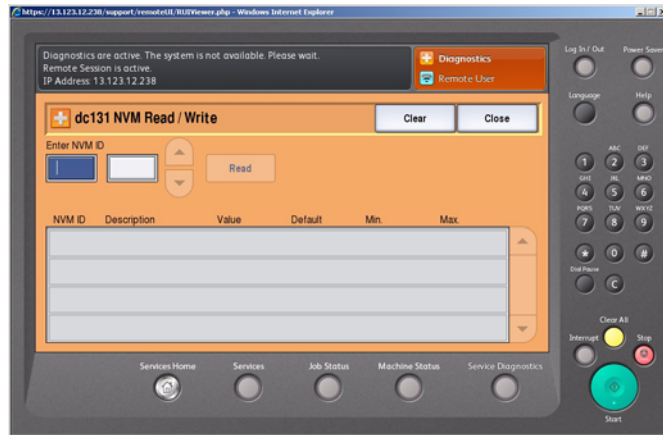 https://13.123.12.238/support/remoteUI/RUIViewer.php - Windows Internet Explorer
Diagnostics are active. The system is not available. Please wait.
Remote Session is active.
IP Address: 13.123.12.238
Diagnostics
Remote User
Log In / Out
Power Saver
Language
Help
dc131 NVM Read / Write
Clear
Close
Enter NVM ID
Read
NVM ID Description Value Default Min. Max.
1
ABC
2
DEF
3
GHI
4
JKL
5
MNO
6
PQRS
7
TUV
8
WXYZ
9
*
0
#
Dial Pause
C
Clear All
Interrupt
Stop
Start
Services Home
Services
Job Status
Machine Status
Service Diagnostics